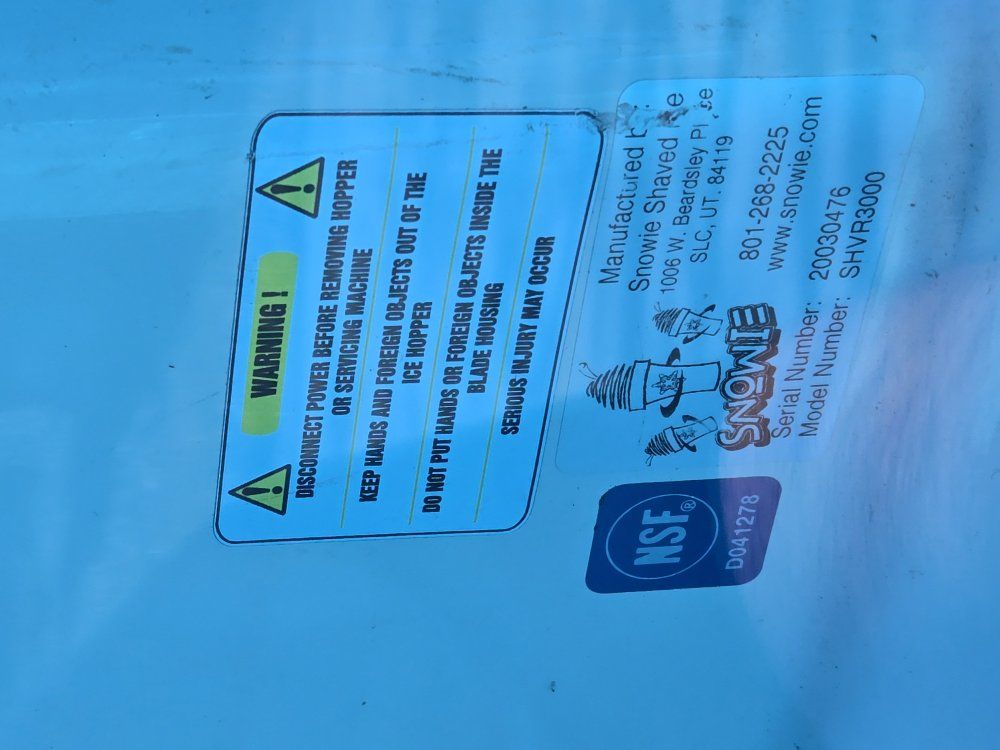 WARNING !
DISCONNECT POWER BEFORE REMOVING HOPPER
OR SERVICING MACHINE
KEEP HANDS AND FOREIGN OBJECTS OUT OF THE
ICE HOPPER
DO NOT PUT HANDS OR FOREIGN OBJECTS INSIDE THE
BLADE HOUSING
SERIOUS INJURY MAY OCCUR
Manufactured
Snowie Shaved
1006 W. Beardsley
SLC, UT. 84119
801-268-2225
www.snowie.com
SNOWIE
Serial Number: 20030476
Model Number: SHVR3000
NSF®
D041278